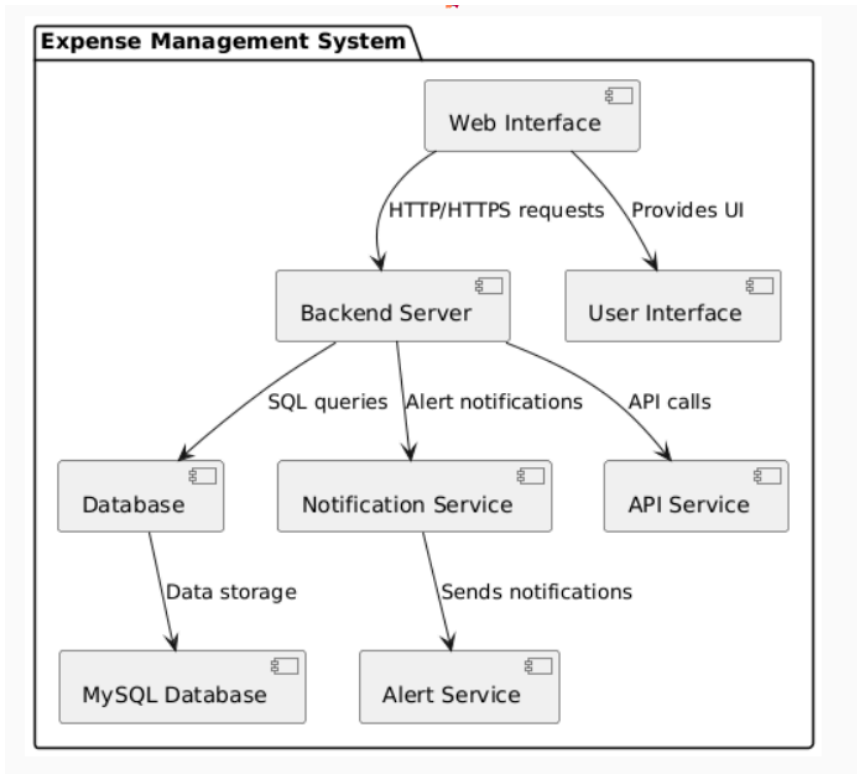 Expense Management System
Web Interface
HTTP/HTTPS requests
Provides UI
Backend Server
User Interface
SQL queries
Alert notifications
API calls
Database
Notification Service
API Service
Data storage
Sends notifications
MySQL Database
Alert Service